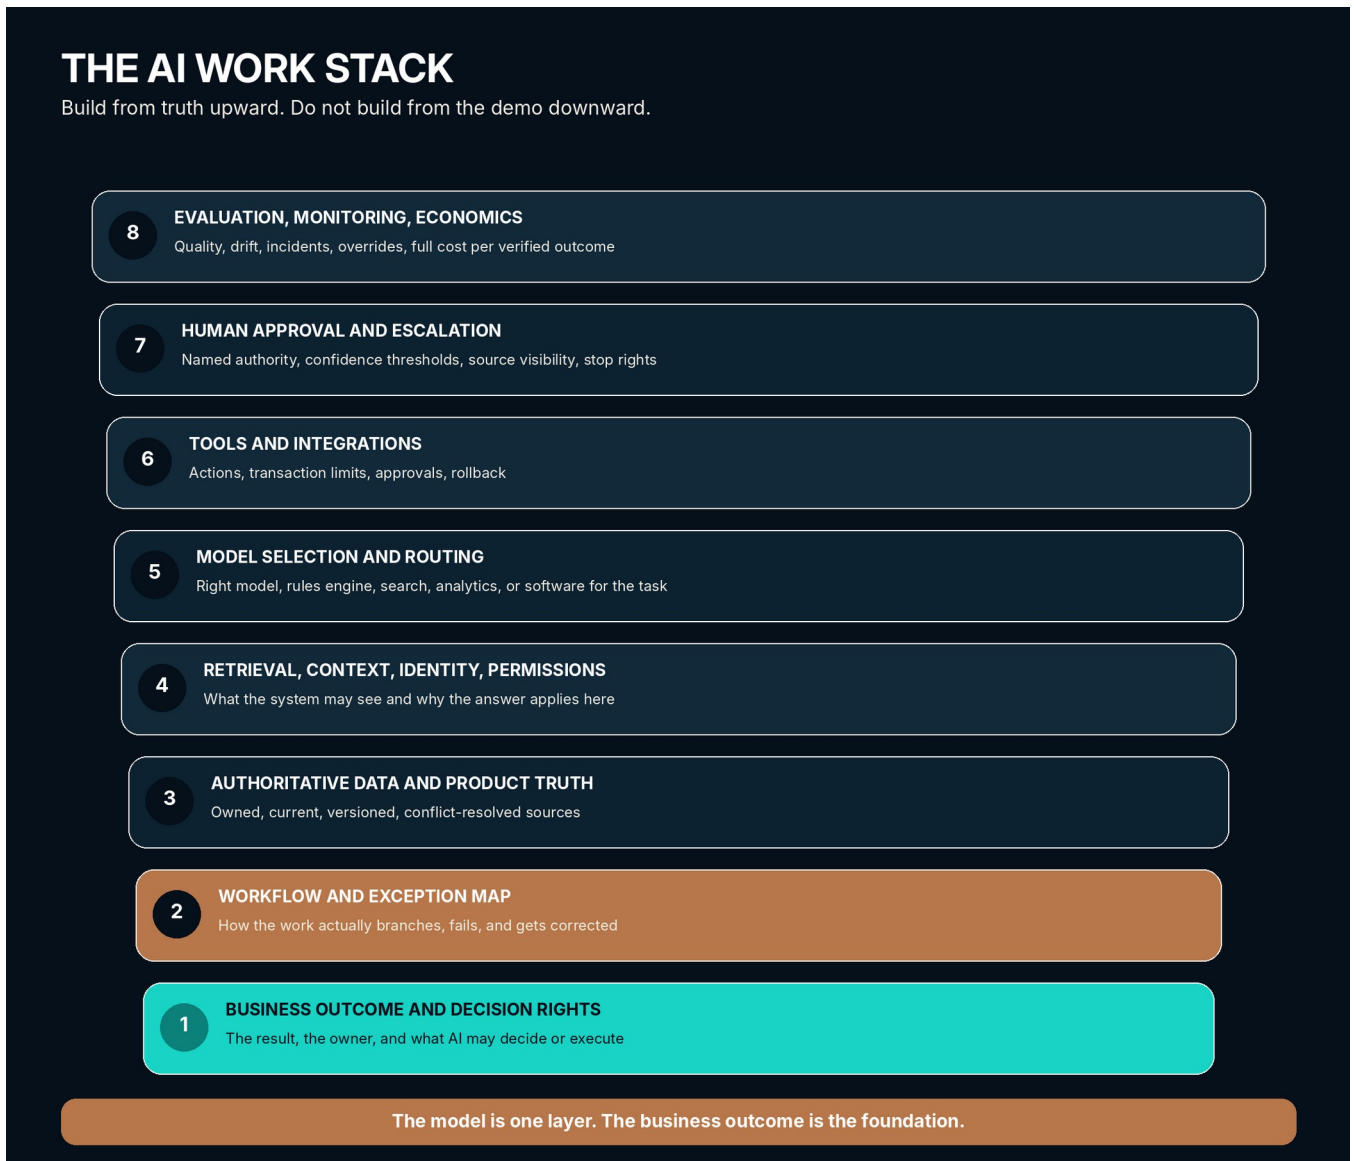 THE AI WORK STACK
Build from truth upward. Do not build from the demo downward.
8
EVALUATION, MONITORING, ECONOMICS
Quality, drift, incidents, overrides, full cost per verified outcome
7
HUMAN APPROVAL AND ESCALATION
Named authority, confidence thresholds, source visibility, stop rights
6
TOOLS AND INTEGRATIONS
Actions, transaction limits, approvals, rollback
5
MODEL SELECTION AND ROUTING
Right model, rules engine, search, analytics, or software for the task
4
RETRIEVAL, CONTEXT, IDENTITY, PERMISSIONS
What the system may see and why the answer applies here
3
AUTHORITATIVE DATA AND PRODUCT TRUTH
Owned, current, versioned, conflict-resolved sources
2
WORKFLOW AND EXCEPTION MAP
How the work actually branches, fails, and gets corrected
1
BUSINESS OUTCOME AND DECISION RIGHTS
The result, the owner, and what AI may decide or execute
The model is one layer. The business outcome is the foundation.